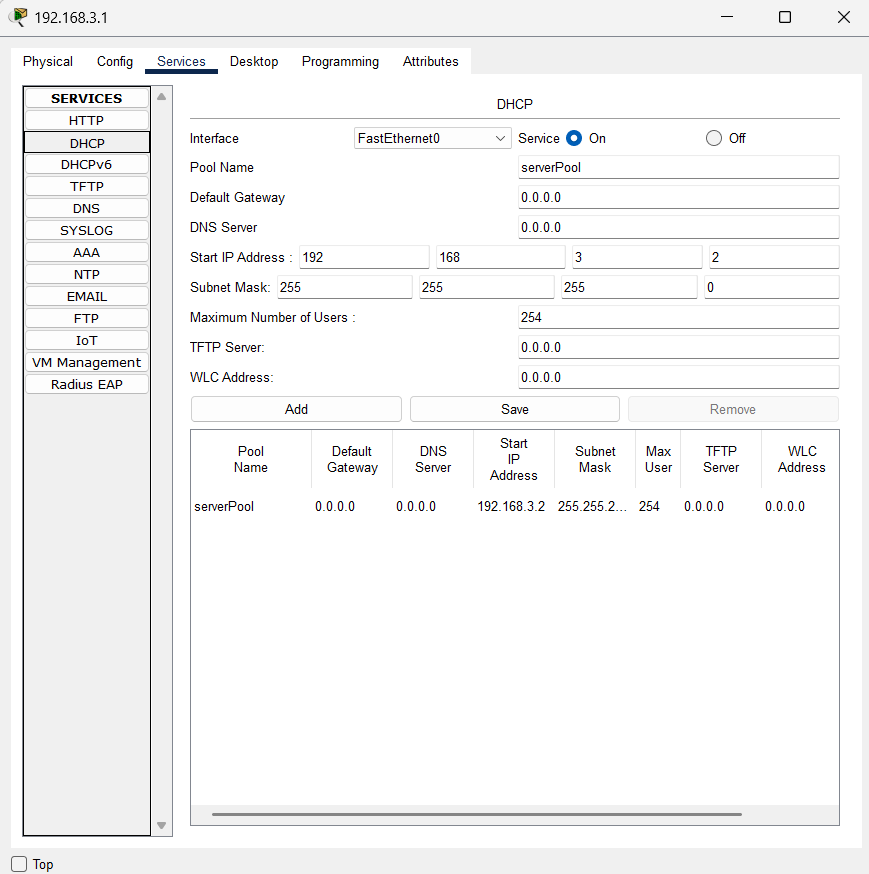 192.168.3.1
Physical Config Services Desktop Programming Attributes
SERVICES
HTTP
DHCP
DHCPv6
TFTP
DNS
SYSLOG
AAA
NTP
EMAIL
FTP
IoT
VM Management
Radius EAP
DHCP
Interface FastEthernet0 Service On Off
Pool Name serverPool
Default Gateway 0.0.0.0
DNS Server 0.0.0.0
Start IP Address : 192 168 3 2
Subnet Mask: 255 255 255 0
Maximum Number of Users : 254
TFTP Server: 0.0.0.0
WLC Address: 0.0.0.0
Add Save Remove
Pool Name Default Gateway DNS Server Start IP Address Subnet Mask Max User TFTP Server WLC Address
serverPool 0.0.0.0 0.0.0.0 192.168.3.2 255.255.2... 254 0.0.0.0 0.0.0.0
Top